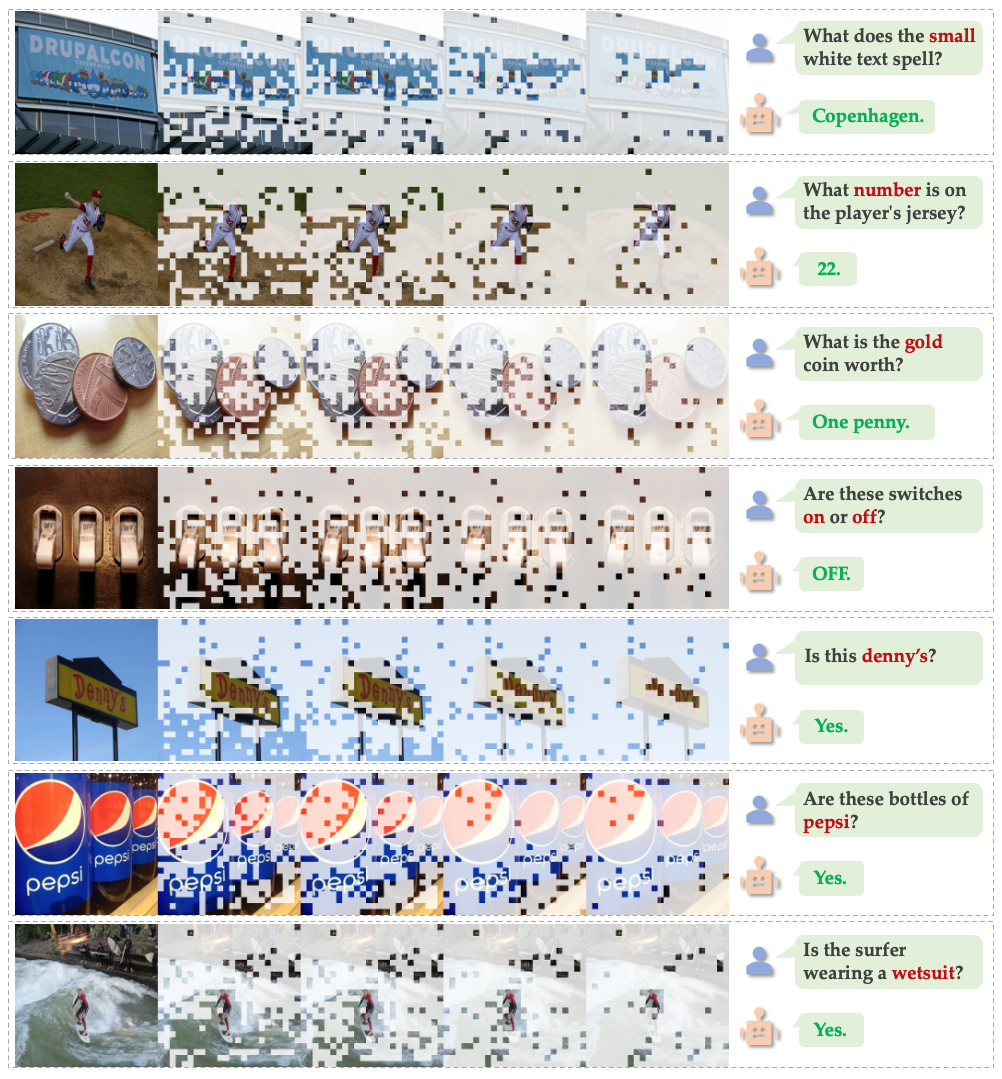 DRUPALCON
COPENHAGEN
What does the small
white text spell?
Copenhagen.
What number is on
the player's jersey?
22.
What is the gold
coin worth?
One penny.
OFF OFF OFF
Are these switches
on or off?
OFF.
Denny's
Is this denny's?
Yes.
pepsi pepsi pepsi
Are these bottles of
pepsi?
Yes.
Is the surfer
wearing a wetsuit?
Yes.